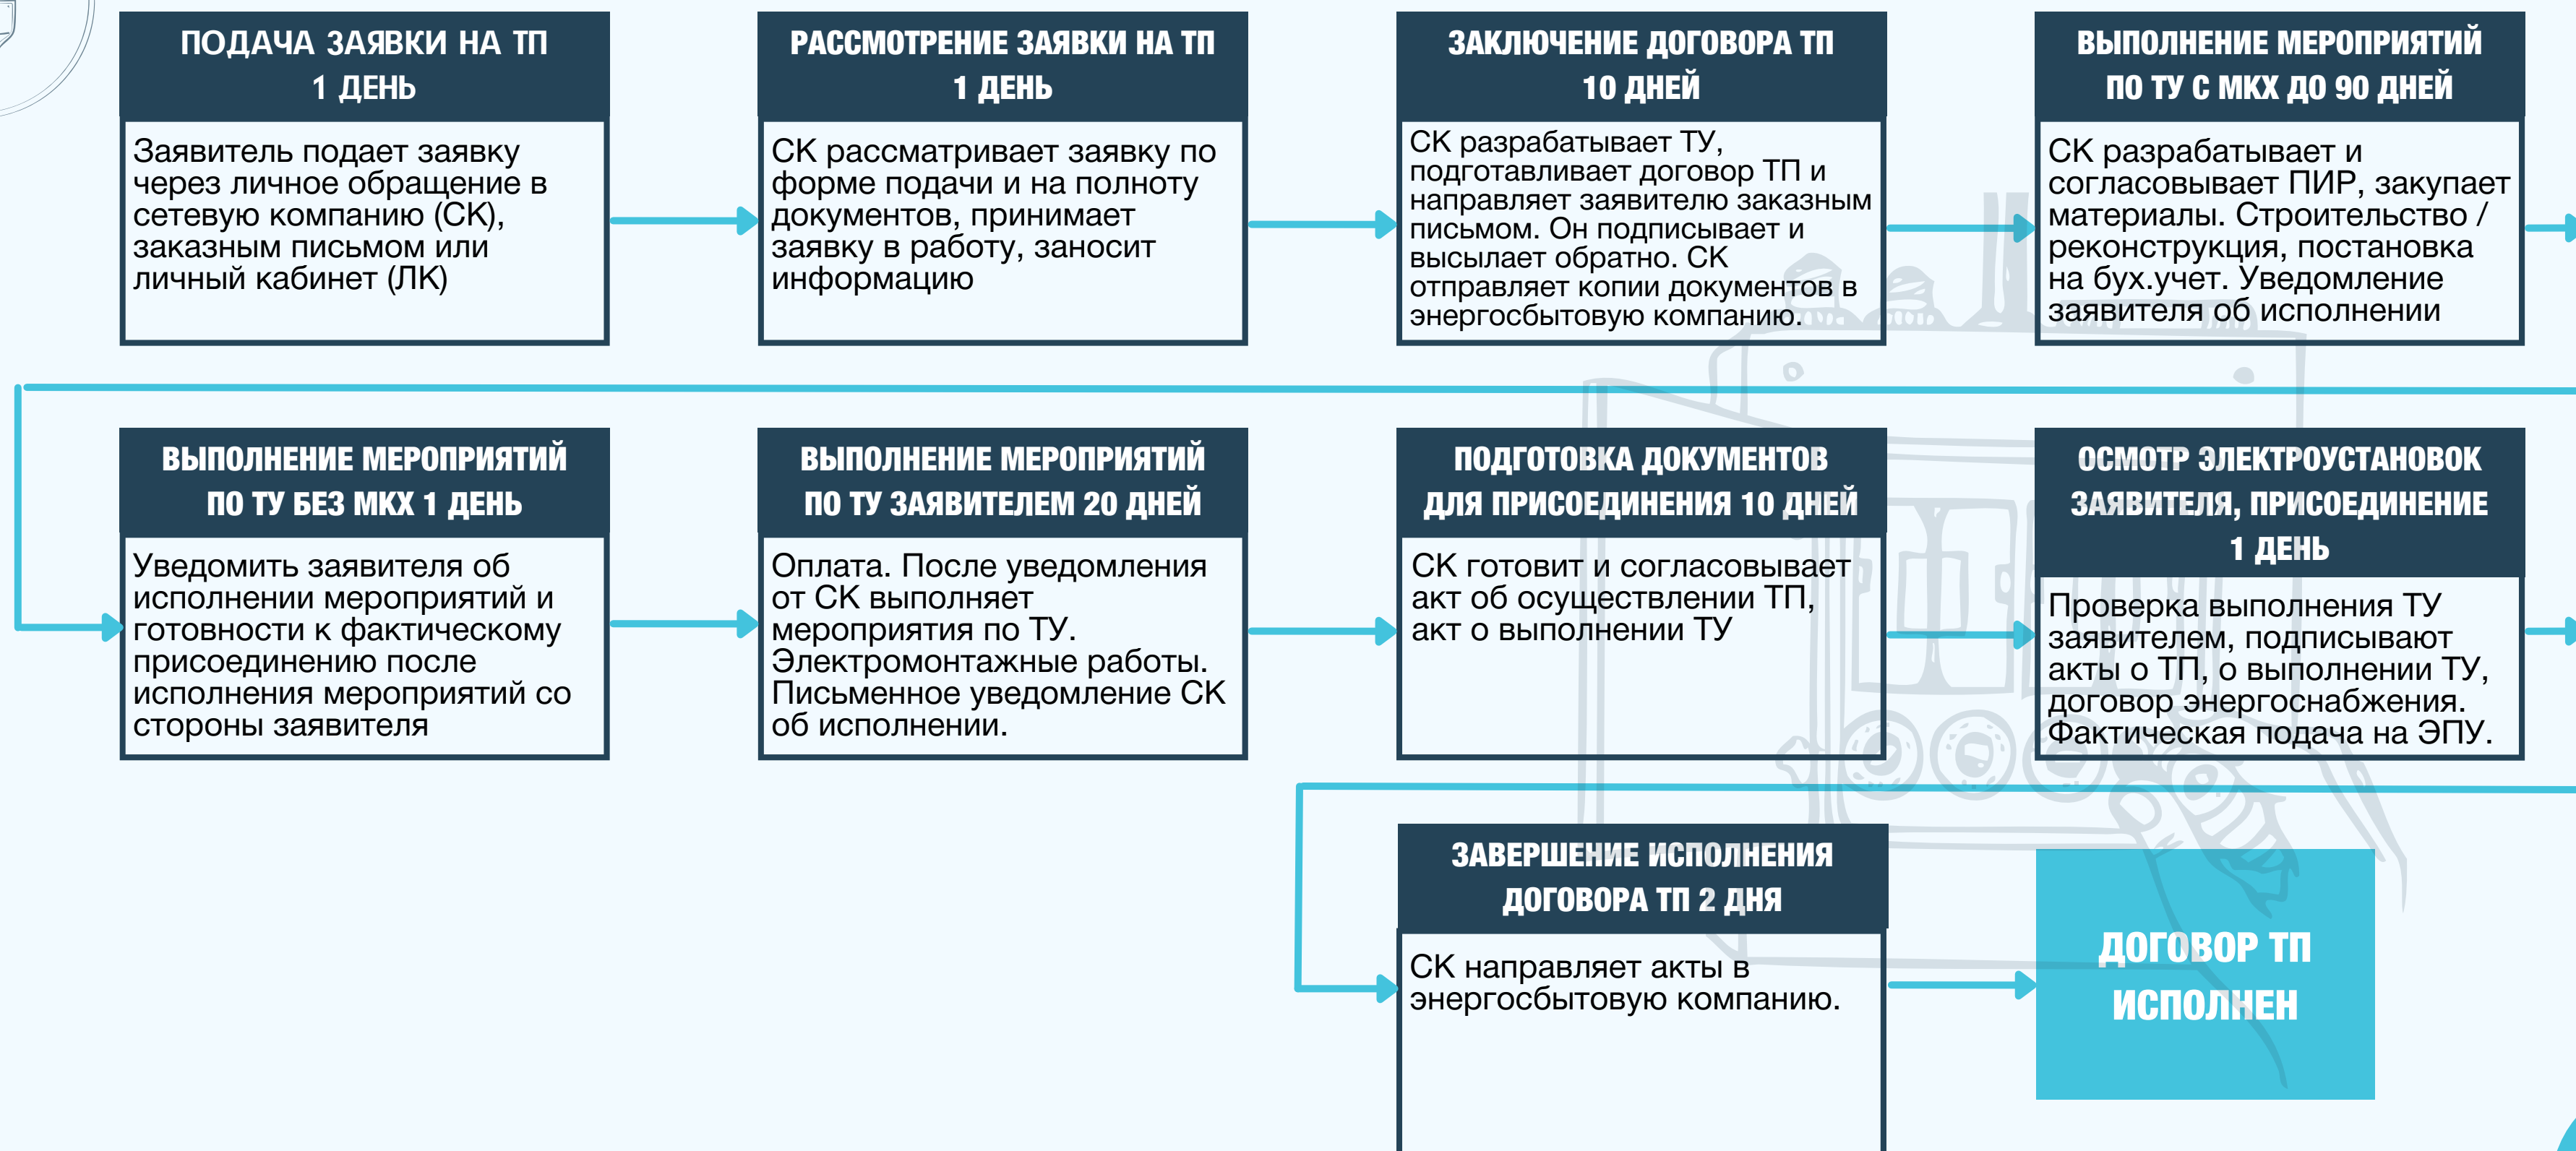 ПОДАЧА ЗАЯВКИ НА ТП
1 ДЕНЬ
Заявитель подает заявку
через личное обращение в
сетевую компанию (СК),
заказным письмом или
личный кабинет (ЛК)
РАССМОТРЕНИЕ ЗАЯВКИ НА ТП
1 ДЕНЬ
СК рассматривает заявку по
форме подачи и на полноту
документов, принимает
заявку в работу, заносит
информацию
ЗАКЛЮЧЕНИЕ ДОГОВОРА ТП
10 ДНЕЙ
СК разрабатывает ТУ,
подготавливает договор ТП и
направляет заявителю заказным
письмом. Он подписывает и
высылает обратно. СК
отправляет копии документов в
энергосбытовую компанию.
ВЫПОЛНЕНИЕ МЕРОПРИЯТИЙ
ПО ТУ С МКХ ДО 90 ДНЕЙ
СК разрабатывает и
согласовывает ПИР, закупает
материалы. Строительство /
реконструкция, постановка
на бух.учет. Уведомление
заявителя об исполнении
ВЫПОЛНЕНИЕ МЕРОПРИЯТИЙ
ПО ТУ БЕЗ МКХ 1 ДЕНЬ
Уведомить заявителя об
исполнении мероприятий и
готовности к фактическому
присоединению после
исполнения мероприятий со
стороны заявителя
ВЫПОЛНЕНИЕ МЕРОПРИЯТИЙ
ПО ТУ ЗАЯВИТЕЛЕМ 20 ДНЕЙ
Оплата. После уведомления
от СК выполняет
мероприятия по ТУ.
Электромонтажные работы.
Письменное уведомление СК
об исполнении.
ПОДГОТОВКА ДОКУМЕНТОВ
ДЛЯ ПРИСОЕДИНЕНИЯ 10 ДНЕЙ
СК готовит и согласовывает
акт об осуществлении ТП,
акт о выполнении ТУ
ОСМОТР ЭЛЕКТРОУСТАНОВОК
ЗАЯВИТЕЛЯ, ПРИСОЕДИНЕНИЕ
1 ДЕНЬ
Проверка выполнения ТУ
заявителем, подписывают
акты о ТП, о выполнении ТУ,
договор энергоснабжения.
Фактическая подача на ЭПУ.
ЗАВЕРШЕНИЕ ИСПОЛНЕНИЯ
ДОГОВОРА ТП 2 ДНЯ
СК направляет акты в
энергосбытовую компанию.
ДОГОВОР ТП
ИСПОЛНЕН